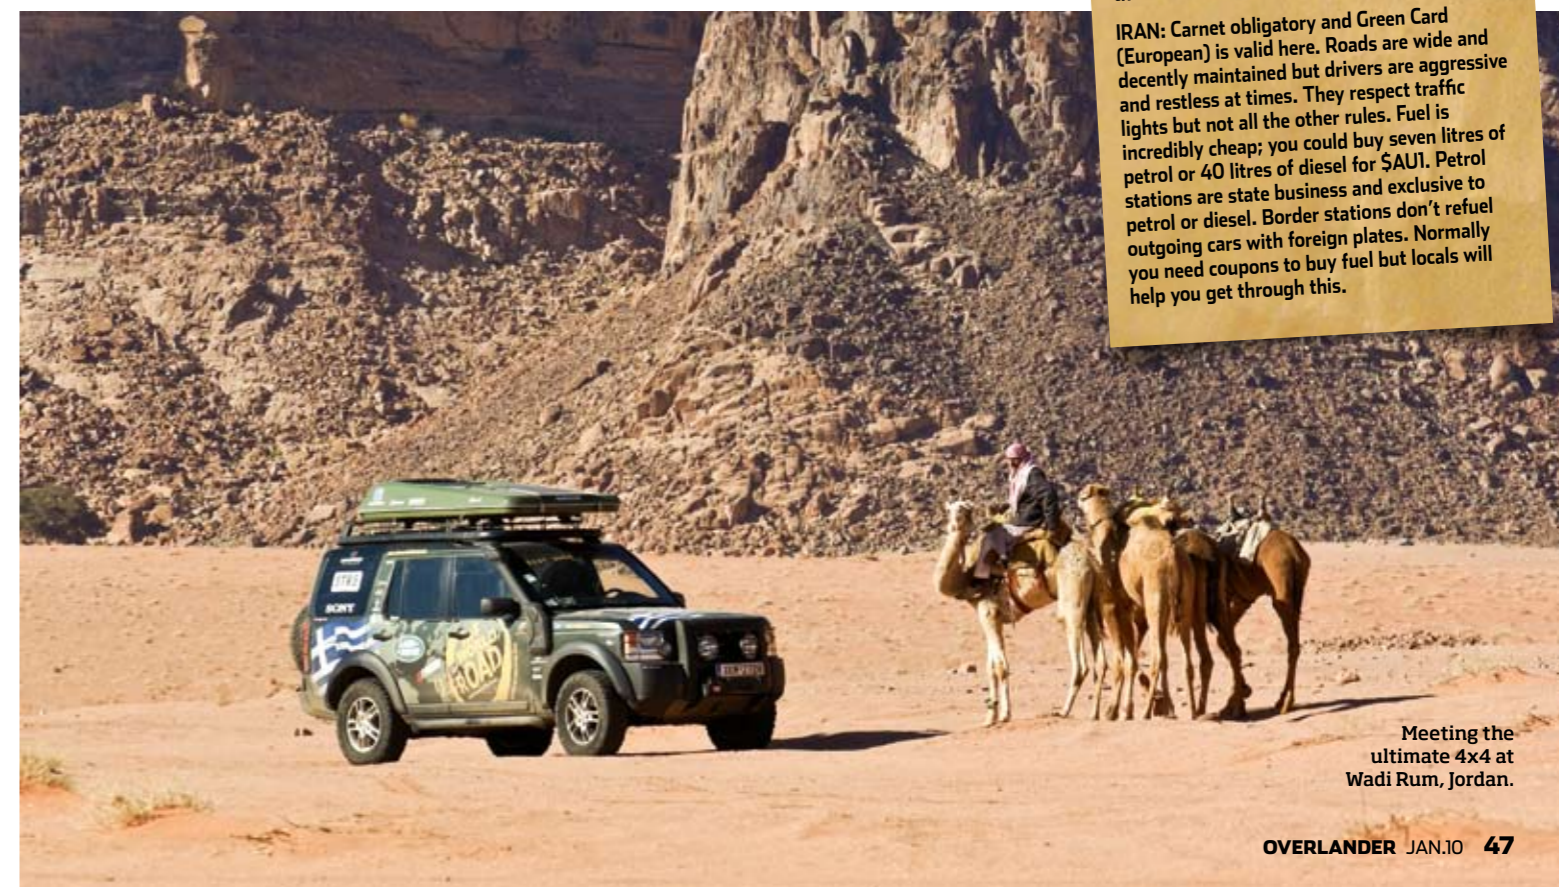 IRAN: Carnet obligatory and Green Card
(European) is valid here. Roads are wide and
decently maintained but drivers are aggressive
and restless at times. They respect traffic
lights but not all the other rules. Fuel is
incredibly cheap; you could buy seven litres of
petrol or 40 litres of diesel for $AU1. Petrol
stations are state business and exclusive to
petrol or diesel. Border stations don't refuel
outgoing cars with foreign plates. Normally
you need coupons to buy fuel but locals will
help you get through this.
SONY
ROAD
Meeting the
ultimate 4x4 at
Wadi Rum, Jordan.
OVERLANDER JAN.10 47